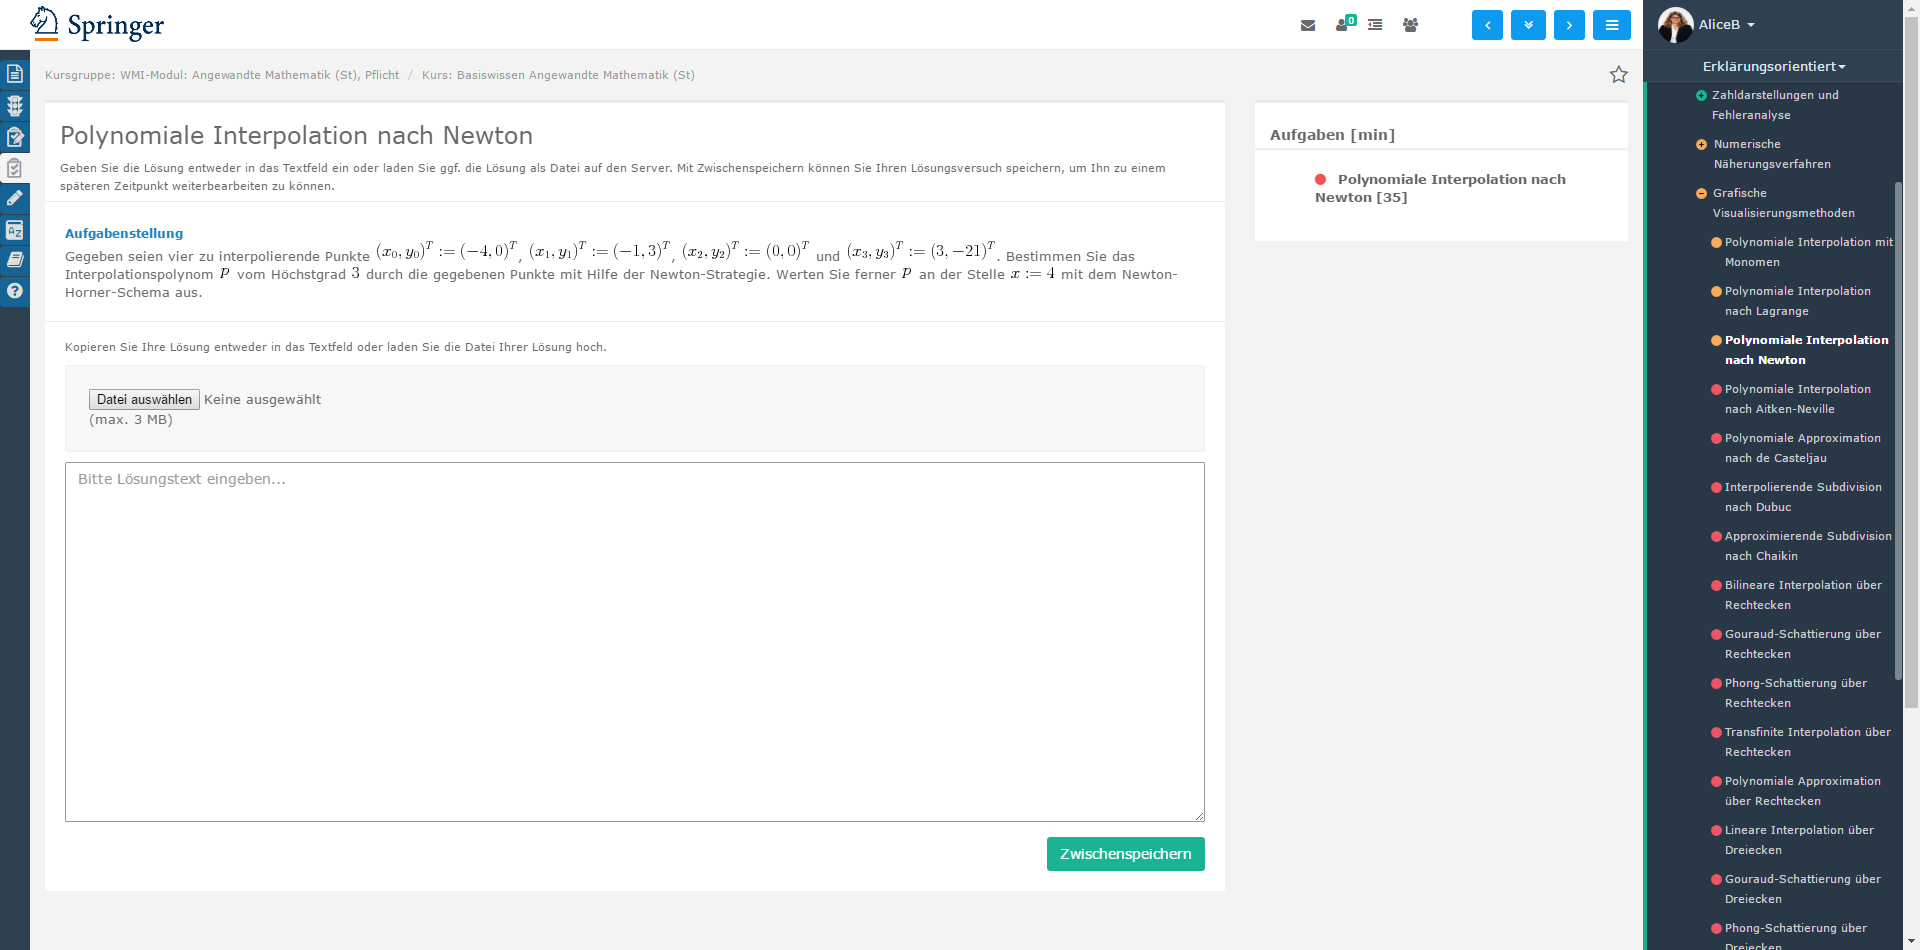 Springer
0
AliceB
Erklärungsorientiert
Kursgruppe: WMI-Modul: Angewandte Mathematik (St), Pflicht / Kurs: Basiswissen Angewandte Mathematik (St)
Polynomiale Interpolation nach Newton
Geben Sie die Lösung entweder in das Textfeld ein oder laden Sie ggf. die Lösung als Datei auf den Server. Mit Zwischenspeichern können Sie Ihren Lösungsversuch speichern, um Ihn zu einem
späteren Zeitpunkt weiterbearbeiten zu können.
Aufgabenstellung
Gegeben seien vier zu interpolierende Punkte (x₀, y₀)ᵀ := (−4, 0)ᵀ, (x₁, y₁)ᵀ := (−1, 3)ᵀ, (x₂, y₂)ᵀ := (0, 0)ᵀ und (x₃, y₃)ᵀ := (3, −21)ᵀ. Bestimmen Sie das
Interpolationspolynom p vom Höchstgrad 3 durch die gegebenen Punkte mit Hilfe der Newton-Strategie. Werten Sie ferner p an der Stelle x := 4 mit dem Newton-
Horner-Schema aus.
Kopieren Sie Ihre Lösung entweder in das Textfeld oder laden Sie die Datei Ihrer Lösung hoch.
Datei auswählen Keine ausgewählt
(max. 3 MB)
Bitte Lösungstext eingeben...
Zwischenspeichern
Aufgaben [min]
Polynomiale Interpolation nach
Newton [35]
Zahldarstellungen und
Fehleranalyse
Numerische
Näherungsverfahren
Grafische
Visualisierungsmethoden
Polynomiale Interpolation mit
Monomen
Polynomiale Interpolation
nach Lagrange
Polynomiale Interpolation
nach Newton
Polynomiale Interpolation
nach Aitken-Neville
Polynomiale Approximation
nach de Casteljau
Interpolierende Subdivision
nach Dubuc
Approximierende Subdivision
nach Chaikin
Bilineare Interpolation über
Rechtecken
Gouraud-Schattierung über
Rechtecken
Phong-Schattierung über
Rechtecken
Transfinite Interpolation über
Rechtecken
Polynomiale Approximation
über Rechtecken
Lineare Interpolation über
Dreiecken
Gouraud-Schattierung über
Dreiecken
Phong-Schattierung über
Dreiecken